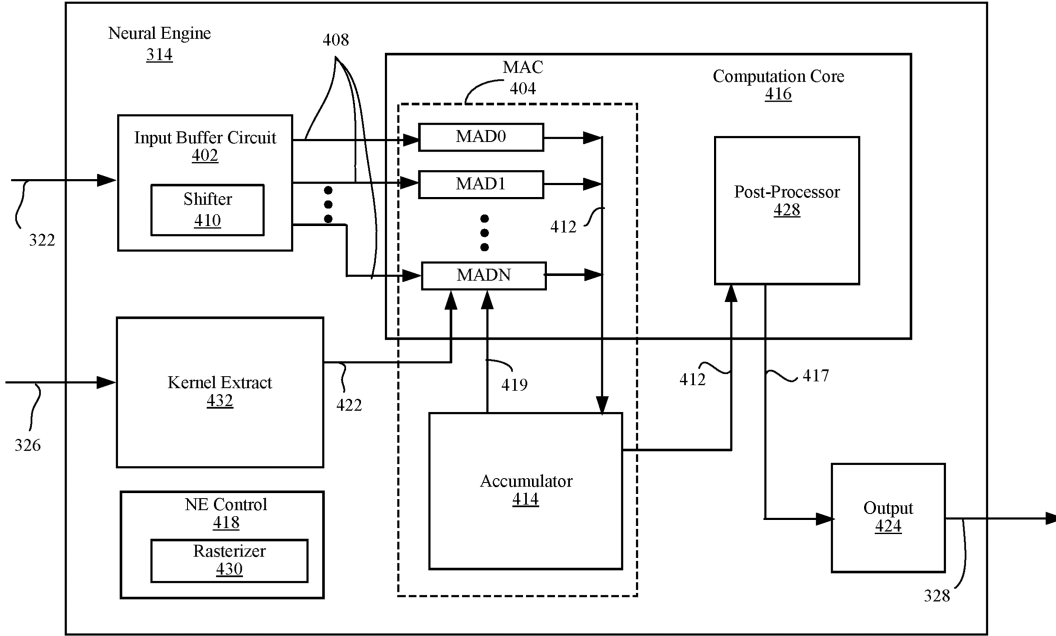 Neural Engine
314
408
MAC
404
Computation Core
416
Input Buffer Circuit
402
Shifter
410
322
MAD0
MAD1
412
MADN
Post-Processor
428
Kernel Extract
432
326
422
419
412
417
Accumulator
414
NE Control
418
Rasterizer
430
Output
424
328